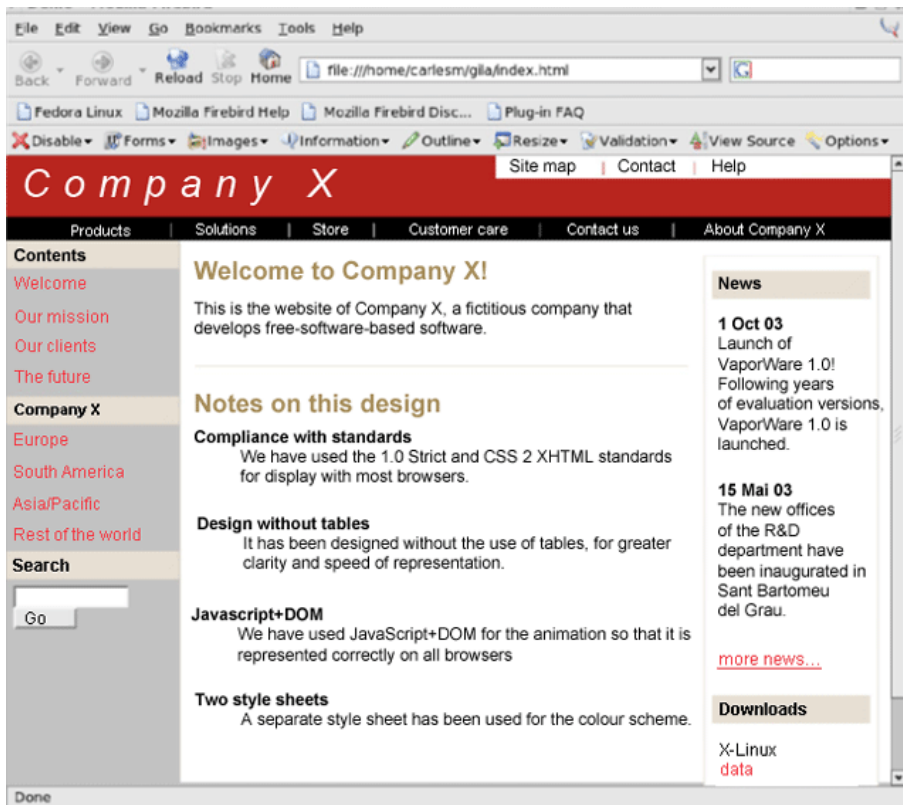 File Edit View Go Bookmarks Tools Help
Back Forward Reload Stop Home file:///home/carlesm/gila/index.html G
Fedora Linux Mozilla Firebird Help Mozilla Firebird Disc... Plug-in FAQ
Disable Forms Images Information Outline Resize Validation View Source Options
Site map | Contact | Help
Company X
Products | Solutions | Store | Customer care | Contact us | About Company X
Contents
Welcome
Our mission
Our clients
The future
Company X
Europe
South America
Asia/Pacific
Rest of the world
Search
Go
Welcome to Company X!
This is the website of Company X, a fictitious company that
develops free-software-based software.
Notes on this design
Compliance with standards
We have used the 1.0 Strict and CSS 2 XHTML standards
for display with most browsers.
Design without tables
It has been designed without the use of tables, for greater
clarity and speed of representation.
Javascript+DOM
We have used JavaScript+DOM for the animation so that it is
represented correctly on all browsers
Two style sheets
A separate style sheet has been used for the colour scheme.
News
1 Oct 03
Launch of
VaporWare 1.0!
Following years
of evaluation versions,
VaporWare 1.0 is
launched.
15 Mai 03
The new offices
of the R&D
department have
been inaugurated in
Sant Bartomeu
del Grau.
more news...
Downloads
X-Linux
data
Done